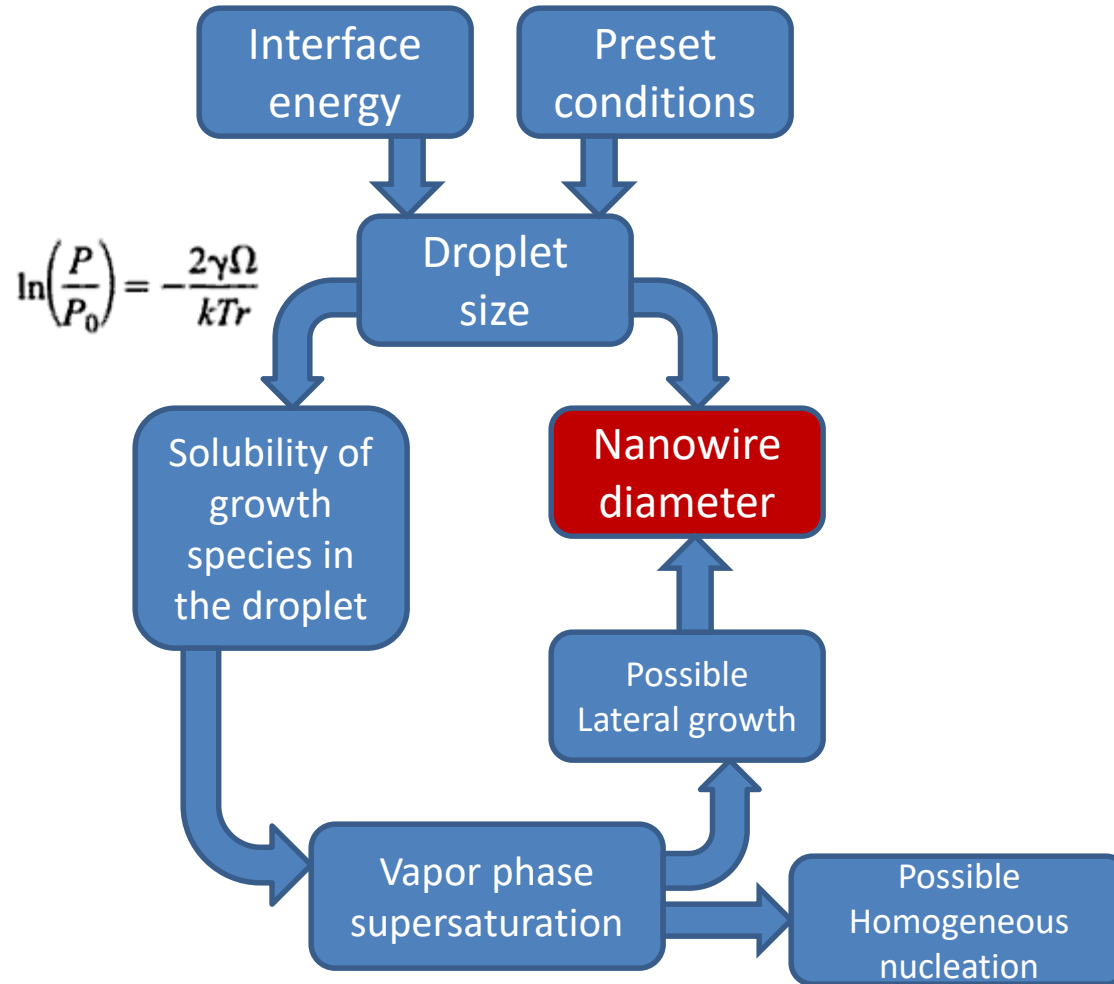 Interface
energy
Preset
conditions
ln(P/P₀) = −2γΩ/kTr
Droplet
size
Solubility of
growth
species in
the droplet
Nanowire
diameter
Possible
Lateral growth
Vapor phase
supersaturation
Possible
Homogeneous
nucleation